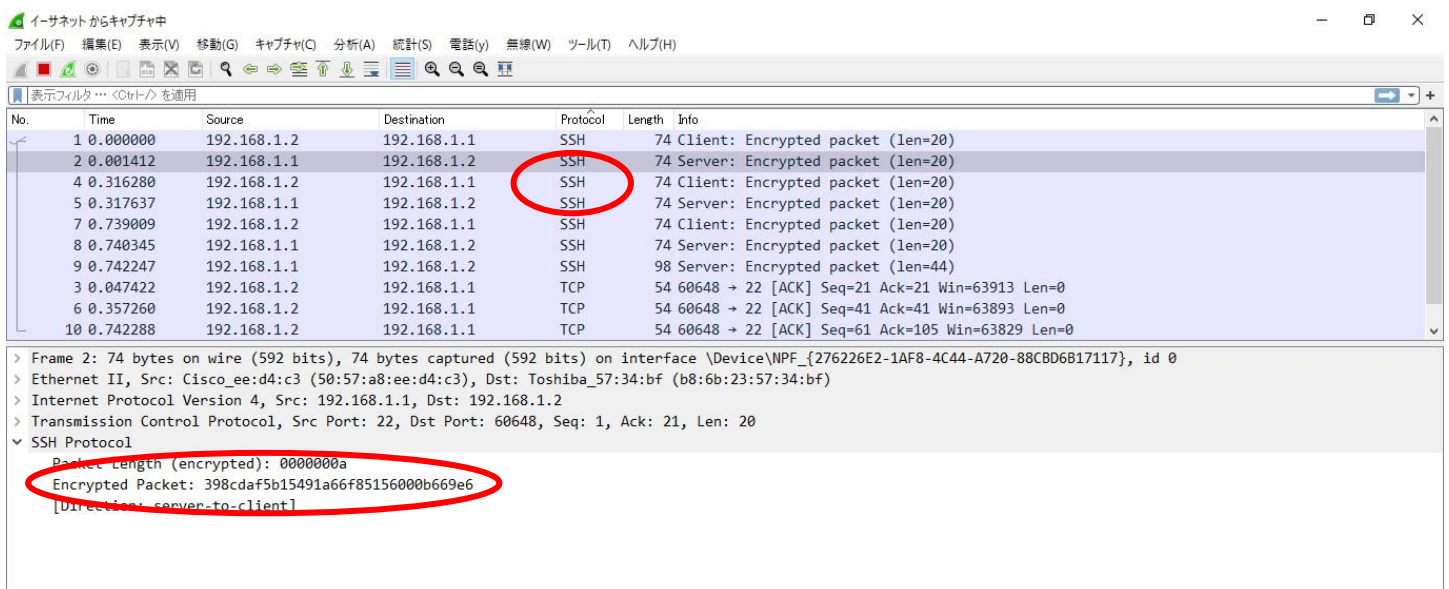 イーサネット からキャプチャ中
ファイル(F) 編集(E) 表示(V) 移動(G) キャプチャ(C) 分析(A) 統計(S) 電話(y) 無線(W) ツール(T) ヘルプ(H)
表示フィルタ … <Ctrl-/> を適用
No. Time Source Destination Protocol Length Info
1 0.000000 192.168.1.2 192.168.1.1 SSH 74 Client: Encrypted packet (len=20)
2 0.001412 192.168.1.1 192.168.1.2 SSH 74 Server: Encrypted packet (len=20)
4 0.316280 192.168.1.2 192.168.1.1 SSH 74 Client: Encrypted packet (len=20)
5 0.317637 192.168.1.1 192.168.1.2 SSH 74 Server: Encrypted packet (len=20)
7 0.739009 192.168.1.2 192.168.1.1 SSH 74 Client: Encrypted packet (len=20)
8 0.740345 192.168.1.1 192.168.1.2 SSH 74 Server: Encrypted packet (len=20)
9 0.742247 192.168.1.1 192.168.1.2 SSH 98 Server: Encrypted packet (len=44)
3 0.047422 192.168.1.2 192.168.1.1 TCP 54 60648 → 22 [ACK] Seq=21 Ack=21 Win=63913 Len=0
6 0.357260 192.168.1.2 192.168.1.1 TCP 54 60648 → 22 [ACK] Seq=41 Ack=41 Win=63893 Len=0
10 0.742288 192.168.1.2 192.168.1.1 TCP 54 60648 → 22 [ACK] Seq=61 Ack=105 Win=63829 Len=0
Frame 2: 74 bytes on wire (592 bits), 74 bytes captured (592 bits) on interface \Device\NPF_{276226E2-1AF8-4C44-A720-88CBD6B17117}, id 0
Ethernet II, Src: Cisco_ee:d4:c3 (50:57:a8:ee:d4:c3), Dst: Toshiba_57:34:bf (b8:6b:23:57:34:bf)
Internet Protocol Version 4, Src: 192.168.1.1, Dst: 192.168.1.2
Transmission Control Protocol, Src Port: 22, Dst Port: 60648, Seq: 1, Ack: 21, Len: 20
SSH Protocol
Packet Length (encrypted): 0000000a
Encrypted Packet: 398cdaf5b15491a66f85156000b669e6
[Direction: server-to-client]